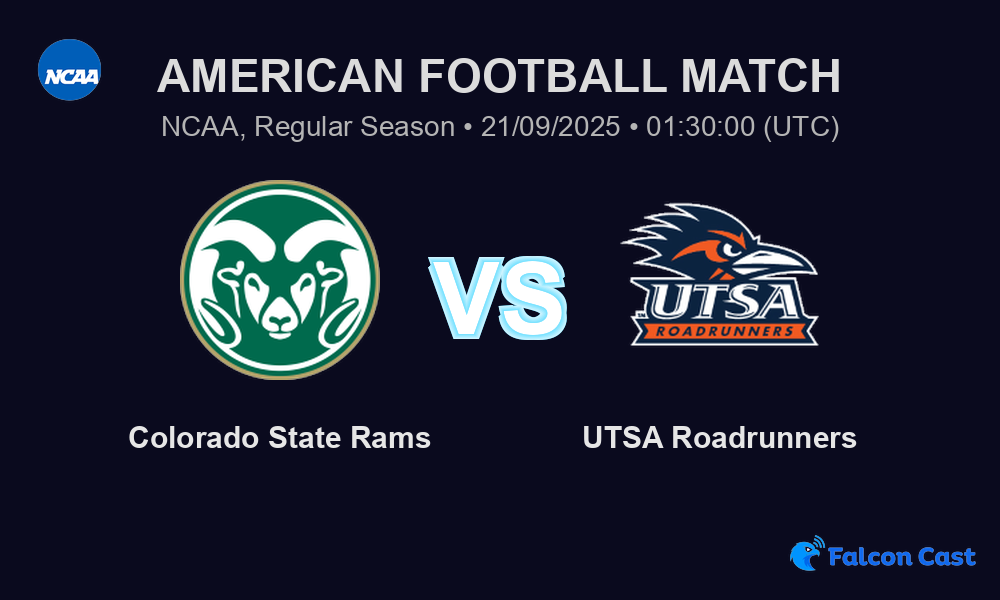 NCAA
AMERICAN FOOTBALL MATCH
NCAA, Regular Season • 21/09/2025 • 01:30:00 (UTC)
VS
UTSA
ROADRUNNERS
Colorado State Rams
UTSA Roadrunners
Falcon Cast